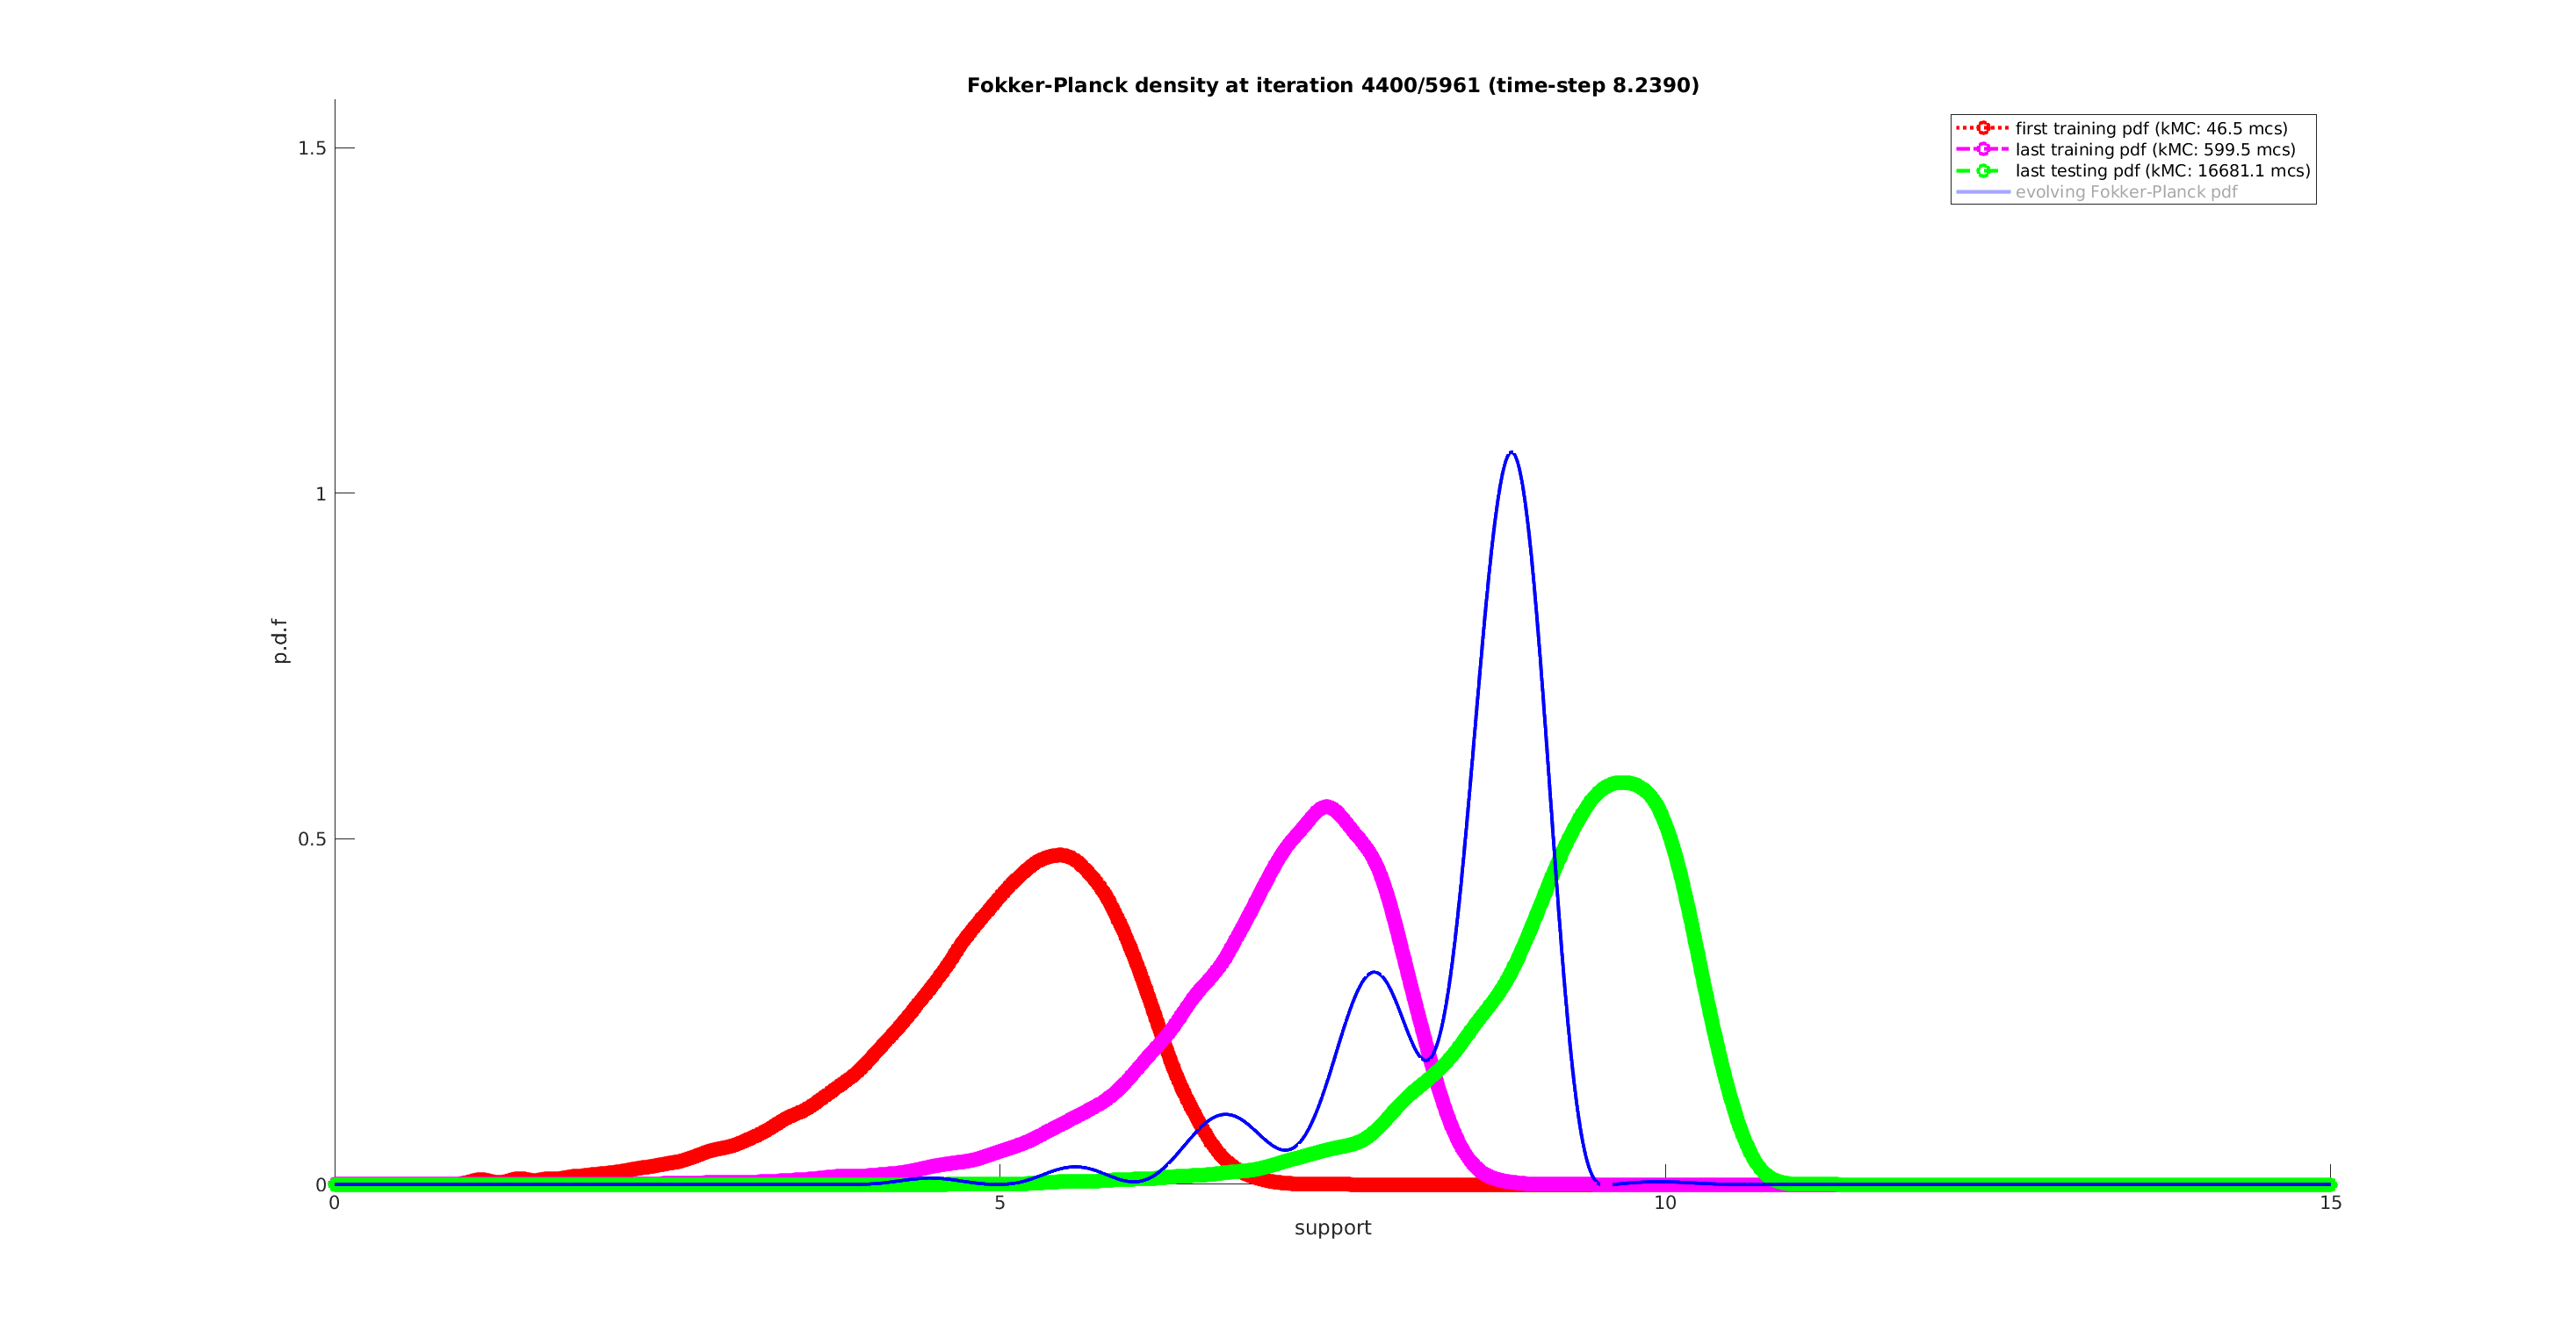 Fokker-Planck density at iteration 4400/5961 (time-step 8.2390)
first training pdf (kMC: 46.5 mcs)
last training pdf (kMC: 599.5 mcs)
last testing pdf (kMC: 16681.1 mcs)
evolving Fokker-Planck pdf
1.5
1
0.5
0
p.d.f
0 5 10 15
support